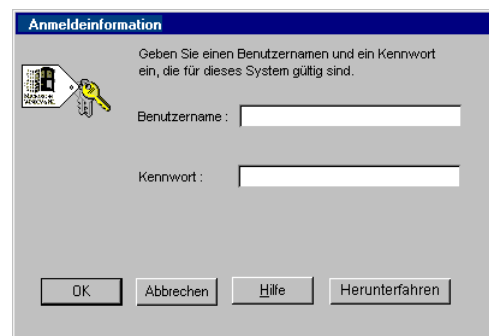 Anmeldeinformation
Geben Sie einen Benutzernamen und ein Kennwort
ein, die für dieses System gültig sind.
Benutzername :
Kennwort :
OK Abbrechen Hilfe Herunterfahren